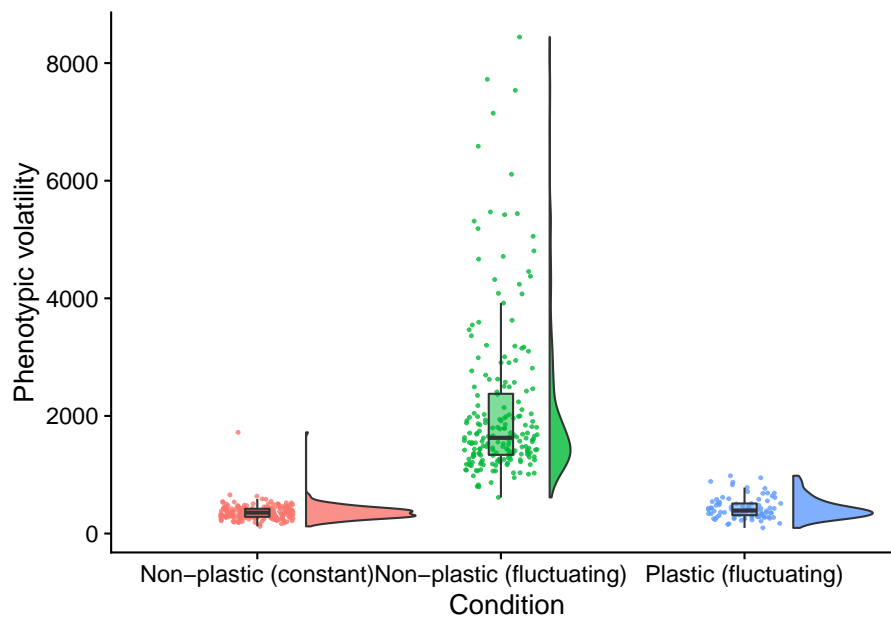 Phenotypic volatility
8000
6000
4000
2000
0
Non−plastic (constant)
Non−plastic (fluctuating)
Plastic (fluctuating)
Condition